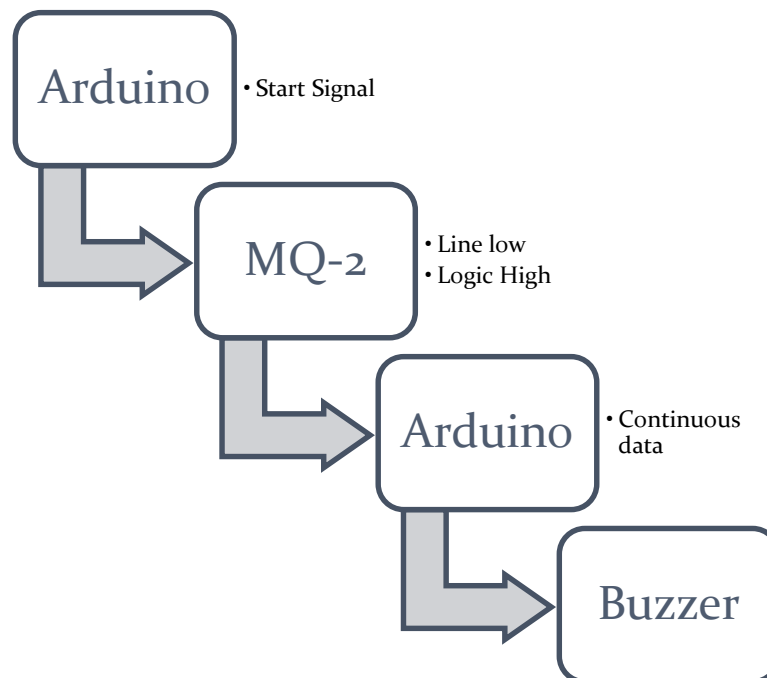 Arduino
• Start Signal
MQ-2
• Line low
• Logic High
Arduino
• Continuous
data
Buzzer